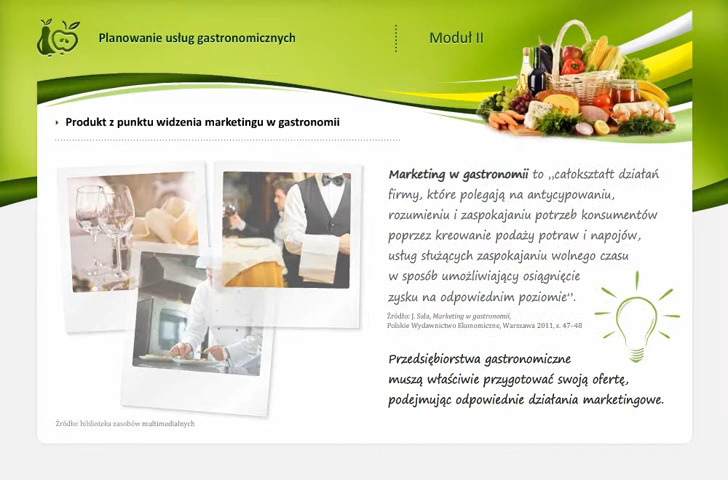 Planowanie usług gastronomicznych
Moduł II
Produkt z punktu widzenia marketingu w gastronomii
Marketing w gastronomii to „całokształt działań
firmy, które polegają na antycypowaniu,
rozumieniu i zaspokajaniu potrzeb konsumentów
poprzez kreowanie podaży potraw i napojów,
usług służących zaspokajaniu wolnego czasu
w sposób umożliwiający osiągnięcie
zysku na odpowiednim poziomie”.
Źródło: J. Sala, Marketing w gastronomii,
Polskie Wydawnictwo Ekonomiczne, Warszawa 2011, s. 47–48
Przedsiębiorstwa gastronomiczne
muszą właściwie przygotować swoją ofertę,
podejmując odpowiednie działania marketingowe.
Źródło: biblioteka zasobów multimedialnych